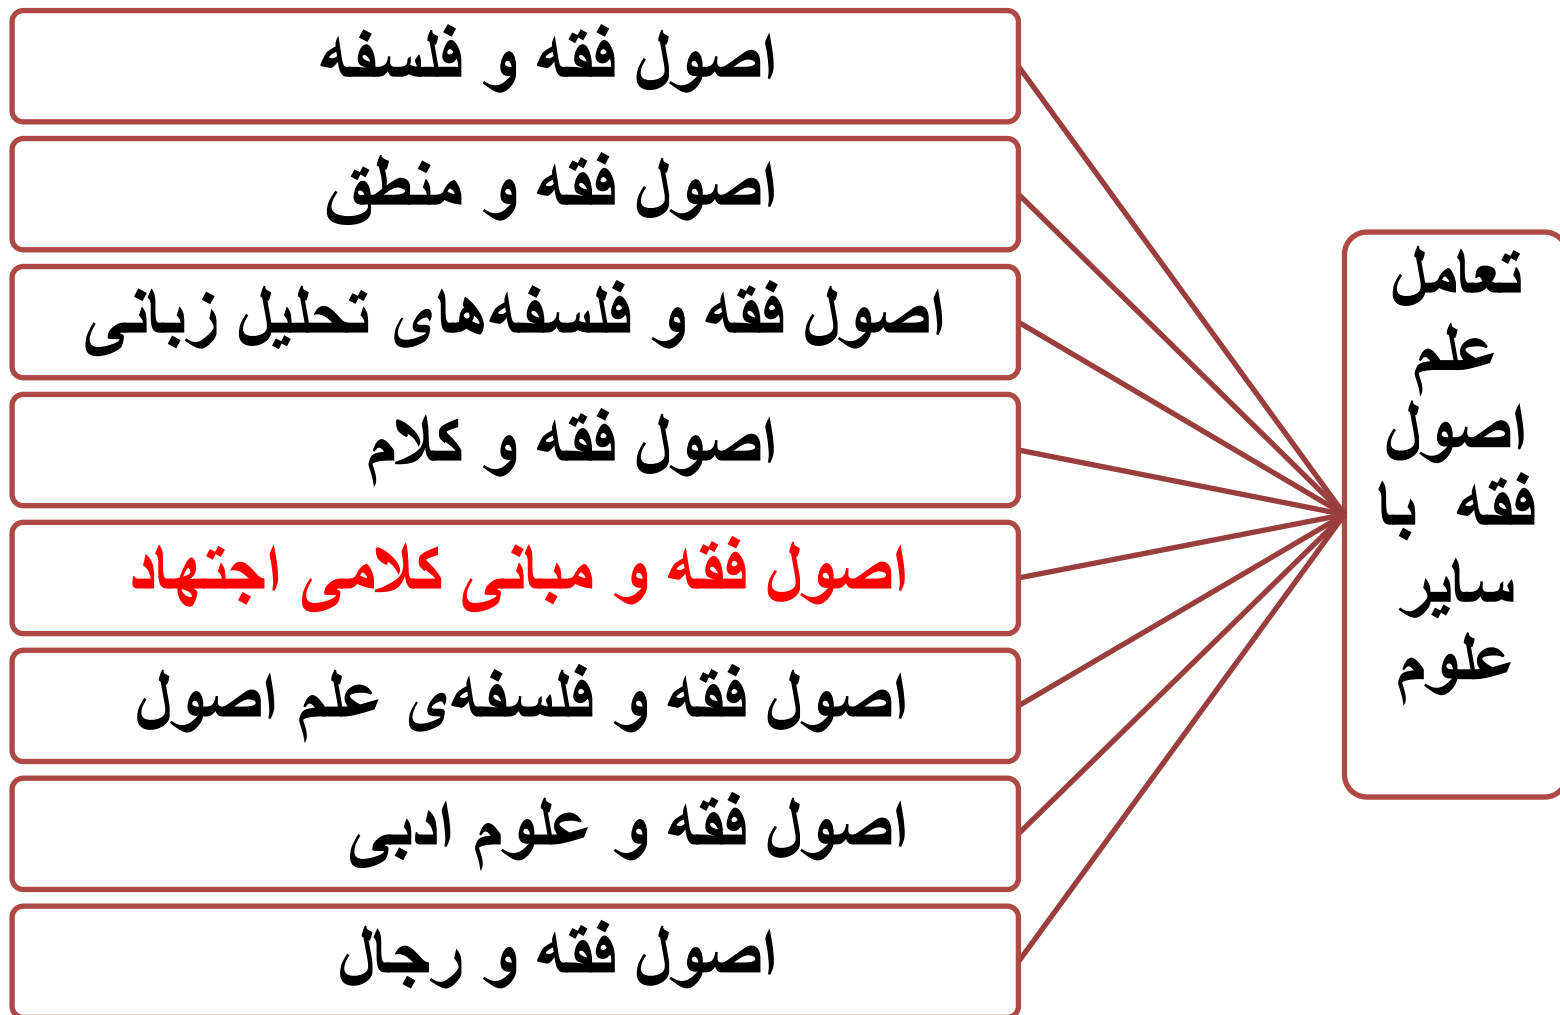 تعامل
علم
اصول
فقه با
سایر
علوم
اصول فقه و فلسفه
اصول فقه و منطق
اصول فقه و فلسفه‌های تحلیل زبانی
اصول فقه و کلام
اصول فقه و مبانی کلامی اجتهاد
اصول فقه و فلسفه‌ی علم اصول
اصول فقه و علوم ادبی
اصول فقه و رجال